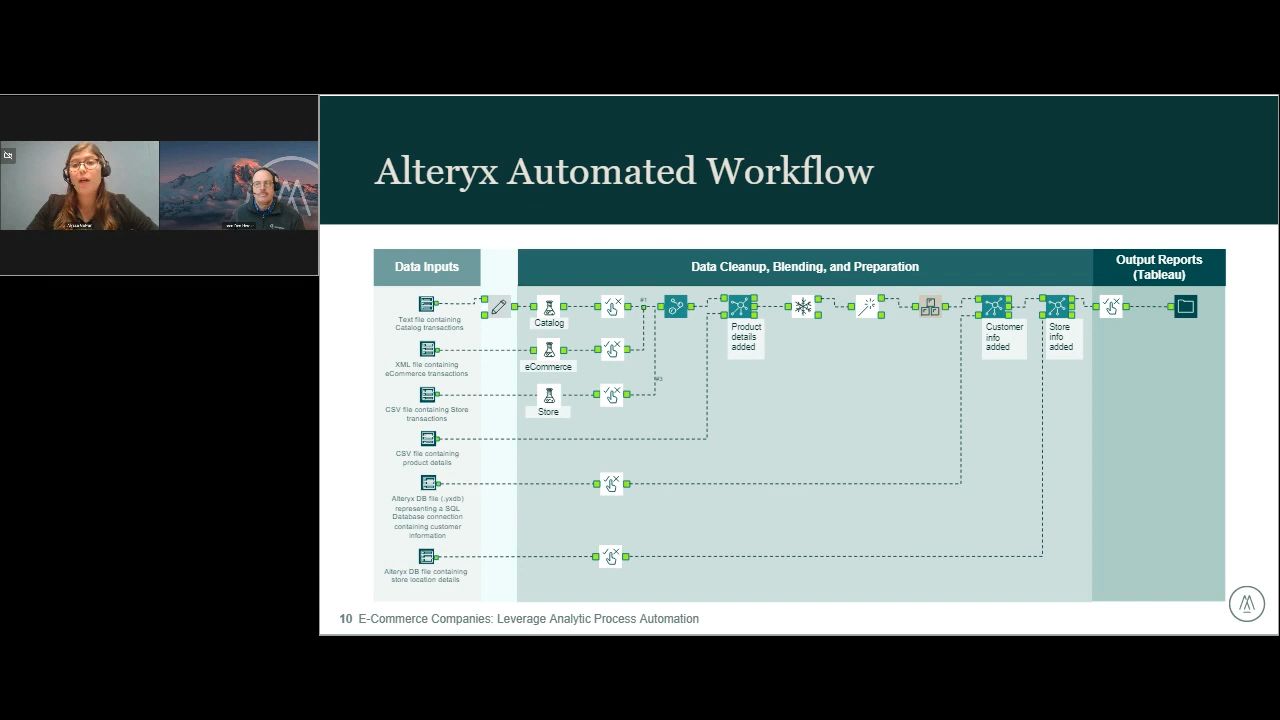 Alteryx Automated Workflow
Data Inputs
Data Cleanup, Blending, and Preparation
Output Reports
(Tableau)
Text file containing
Catalog transactions
XML file containing
eCommerce transactions
CSV file containing Store
transactions
CSV file containing
product details
Alteryx DB file (.yxdb)
representing a SQL
Database connection
containing customer
information
Alteryx DB file containing
store location details
Catalog
eCommerce
Store
#1
#3
Product
details
added
Customer
info
added
Store
info
added
10 E-Commerce Companies: Leverage Analytic Process Automation